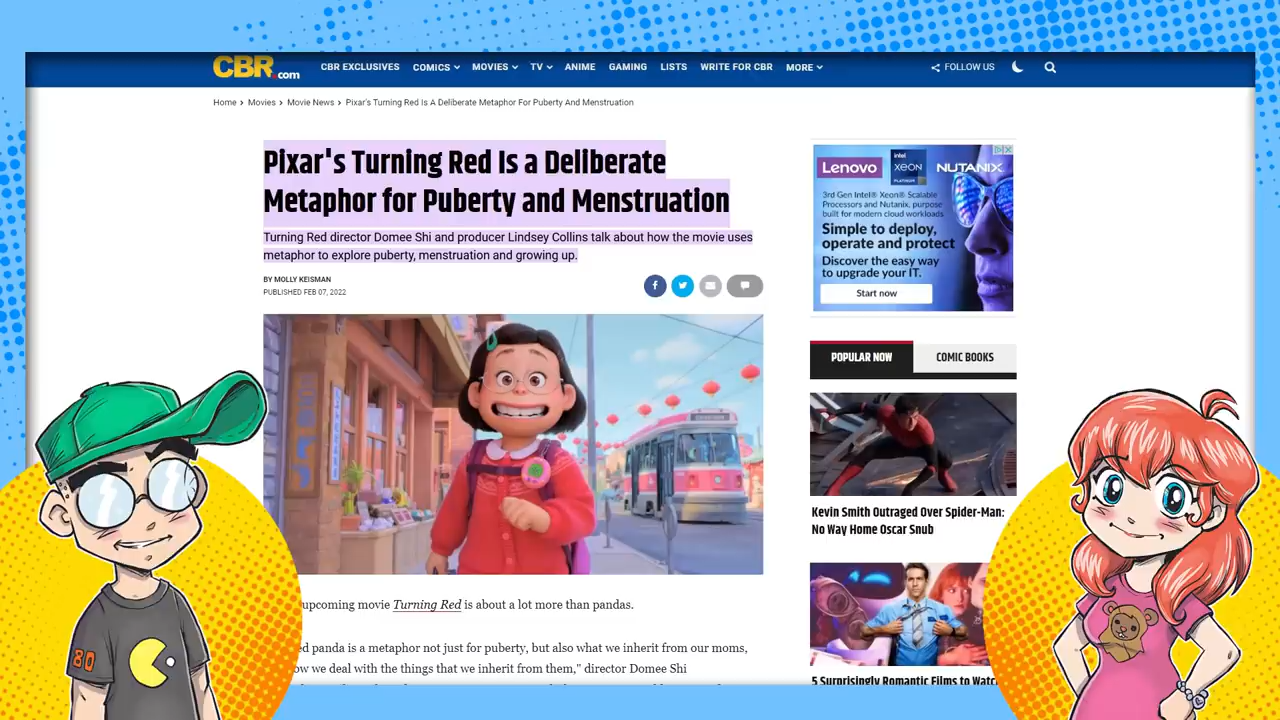 CBR.com
CBR EXCLUSIVES COMICS MOVIES TV ANIME GAMING LISTS WRITE FOR CBR MORE FOLLOW US
Home > Movies > Movie News > Pixar's Turning Red Is A Deliberate Metaphor For Puberty And Menstruation
Pixar's Turning Red Is a Deliberate
Metaphor for Puberty and Menstruation
Turning Red director Domee Shi and producer Lindsey Collins talk about how the movie uses
metaphor to explore puberty, menstruation and growing up.
BY MOLLY KEISMAN
PUBLISHED FEB 07, 2022
upcoming movie Turning Red is about a lot more than pandas.
ed panda is a metaphor not just for puberty, but also what we inherit from our moms,
ow we deal with the things that we inherit from them," director Domee Shi
Lenovo
intel
XEON
PLATINUM
NUTANIX
3rd Gen Intel® Xeon® Scalable
Processors and Nutanix, purpose
built for modern cloud workloads.
Simple to deploy,
operate and protect
Discover the easy way
to upgrade your IT.
Start now
POPULAR NOW COMIC BOOKS
Kevin Smith Outraged Over Spider-Man:
No Way Home Oscar Snub
5 Surprisingly Romantic Films to Watch
80